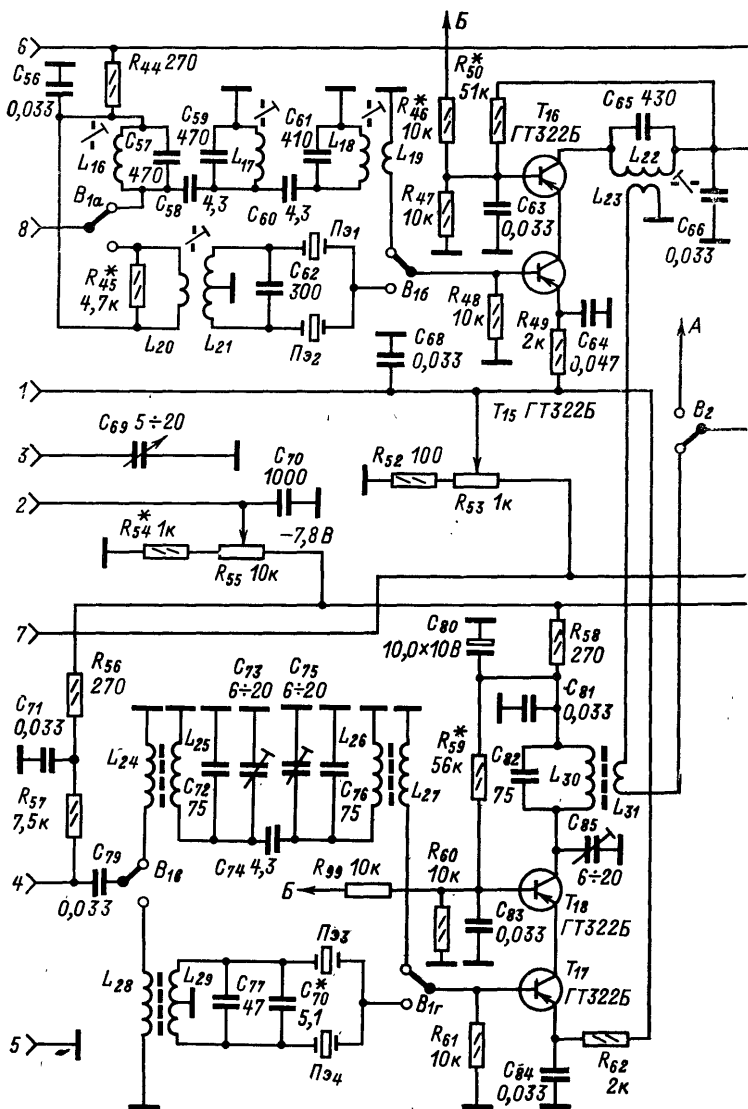 Б
6
C56
0,033
R44 270
R50*
51к
R46*
10к
T16
ГТ322Б
C65 430
L22
L23
C59
470
C61
410
L16
C57
470
L17
L18
L19
C58
4,3
C60
4,3
R47
10к
C63
0,033
C66
0,033
B1а
8
Пэ1
R45*
4,7к
C62
300
B1б
R48
10к
R49
2к
C64
0,047
L20
L21
Пэ2
C68
0,033
А
1
T15 ГТ322Б
B2
C69 5÷20
3
C70
1000
R52 100
R53 1к
2
R54* 1к
−7,8В
R55 10к
7
C80
10,0×10В
R58
270
R56
270
C73
6÷20
C75
6÷20
C71
0,033
C81
0,033
L24
L25
L26
R59*
56к
C82
75
L30
L31
C72
75
C76
75
L27
R57
7,5к
C85
6÷20
C79
0,033
C74 4,3
R99 10к
R60
10к
4
B1в
Б
T18
ГТ322Б
C83
0,033
Пэ3
L28
L29
C77
47
C70*
5,1
B1г
T17
ГТ322Б
5
Пэ4
R61
10к
C84
0,033
R62
2к